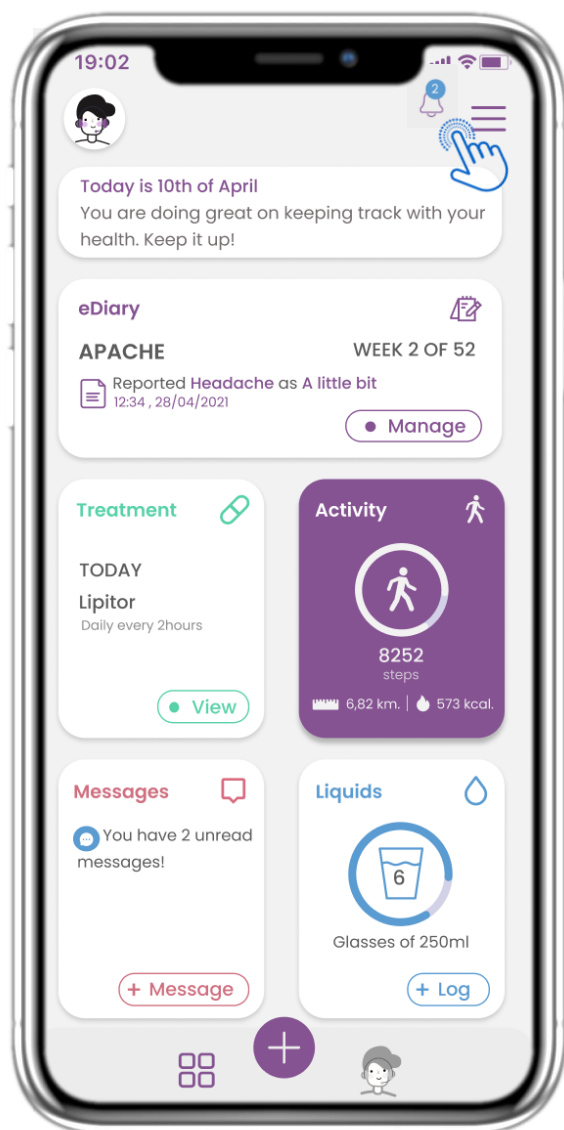 19:02
2
Today is 10th of April
You are doing great on keeping track with your
health. Keep it up!
eDiary
APACHE
WEEK 2 OF 52
Reported Headache as A little bit
12:34 , 28/04/2021
Manage
Treatment
TODAY
Lipitor
Daily every 2hours
View
Activity
8252
steps
6,82 km. | 573 kcal.
Messages
You have 2 unread
messages!
+ Message
Liquids
6
Glasses of 250ml
+ Log